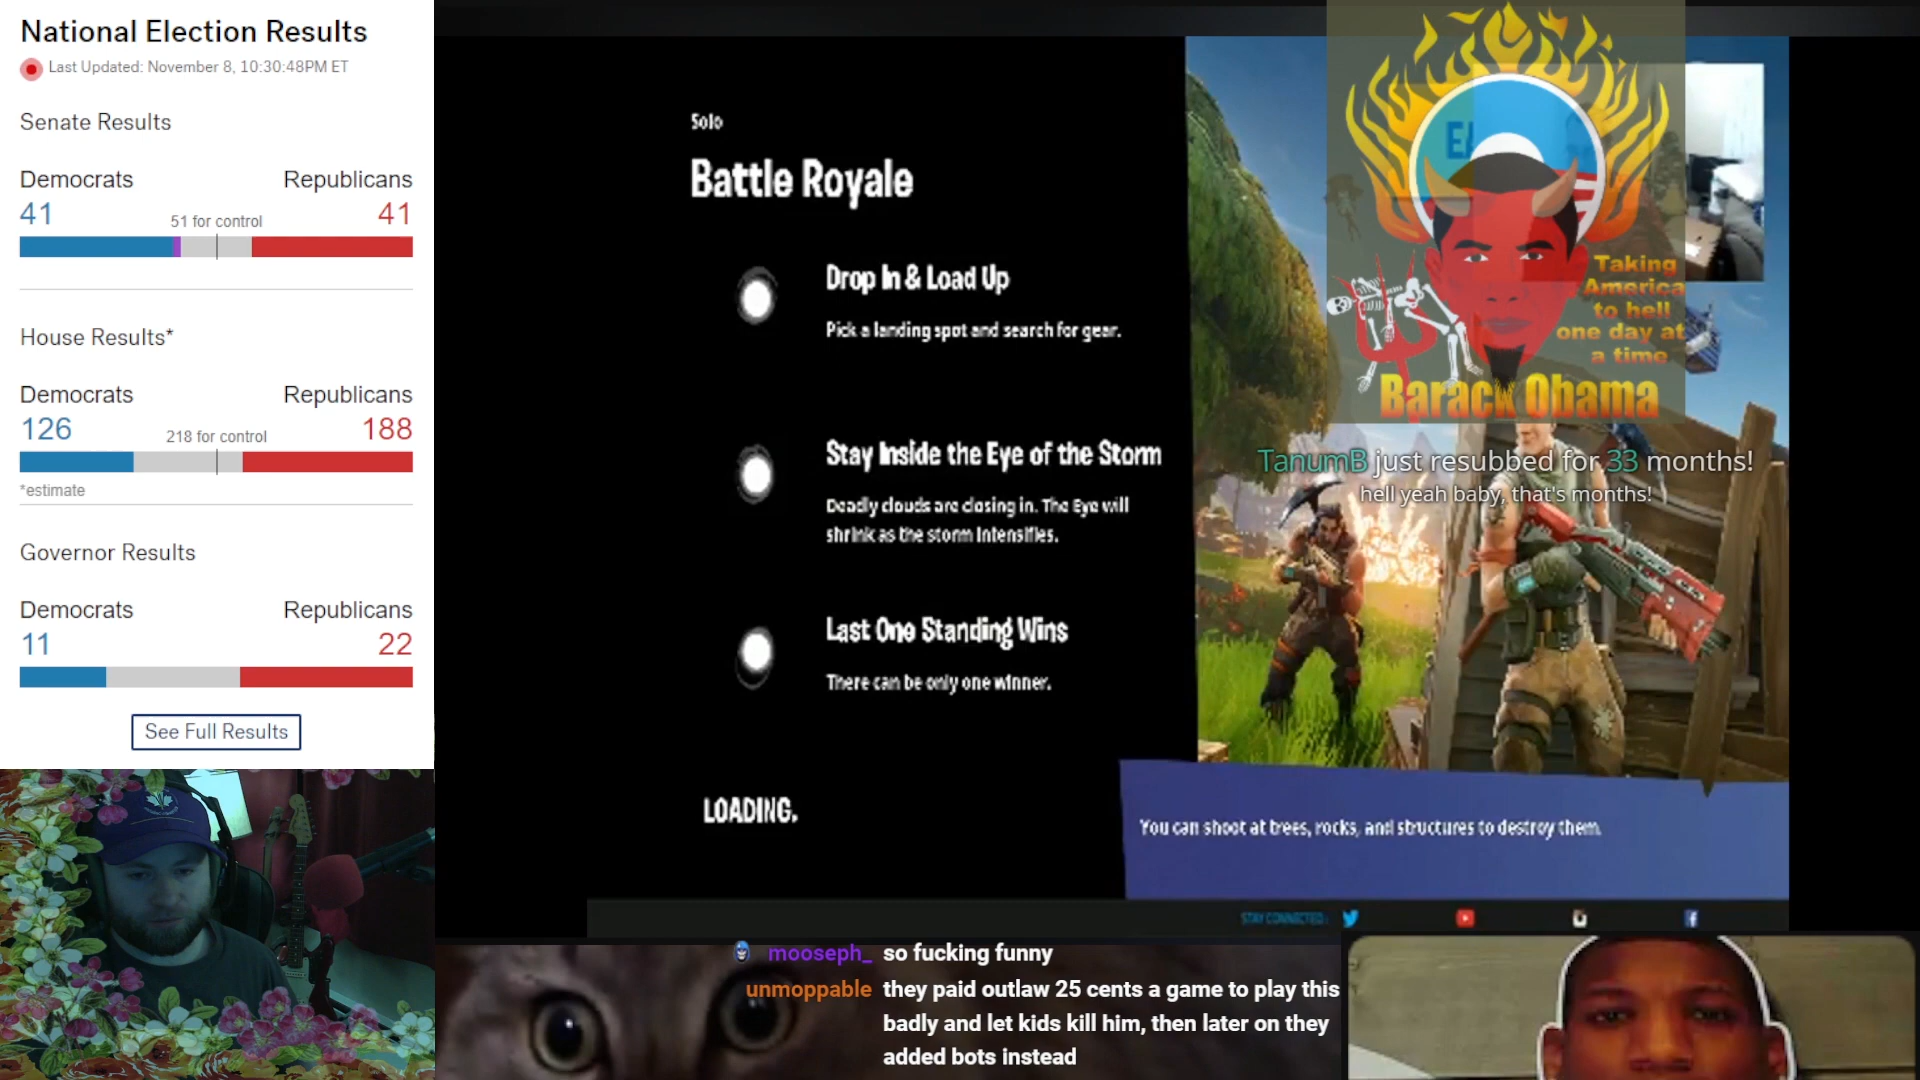 National Election Results
Last Updated: November 8, 10:30:48PM ET
Senate Results
Democrats Republicans
41 51 for control 41
House Results*
Democrats Republicans
126 218 for control 188
*estimate
Governor Results
Democrats Republicans
11 22
See Full Results
Solo
Battle Royale
Drop In & Load Up
Pick a landing spot and search for gear.
Stay Inside the Eye of the Storm
Deadly clouds are closing in. The Eye will
shrink as the storm intensifies.
Last One Standing Wins
There can be only one winner.
LOADING.
Taking
America
to hell
one day at
a time
Barack Obama
TanumB just resubbed for 33 months!
hell yeah baby, that's months!
You can shoot at trees, rocks, and structures to destroy them.
STAY CONNECTED:
mooseph_ so fucking funny
unmoppable they paid outlaw 25 cents a game to play this
badly and let kids kill him, then later on they
added bots instead